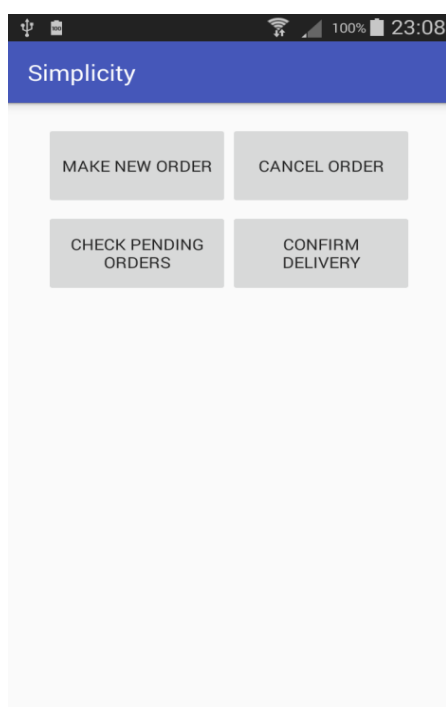 100% 23:08
Simplicity
MAKE NEW ORDER CANCEL ORDER
CHECK PENDING CONFIRM
ORDERS DELIVERY